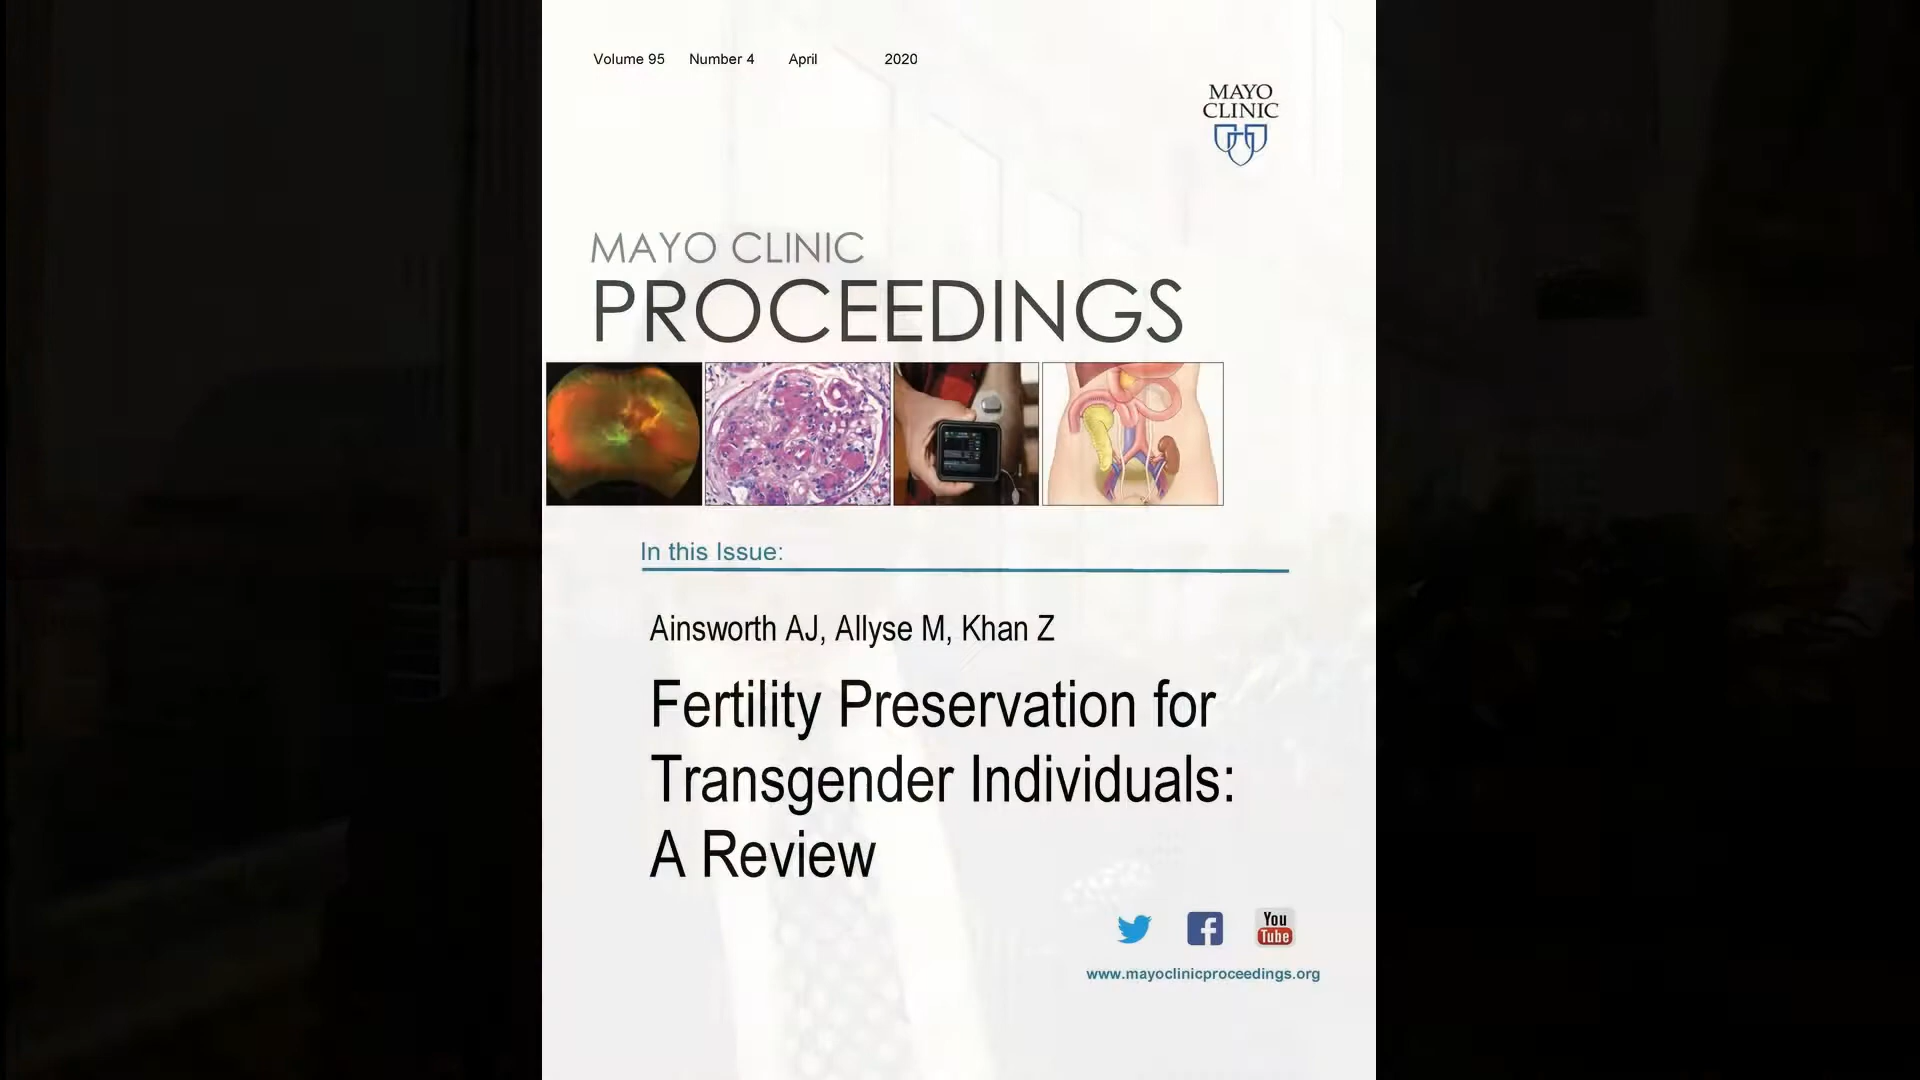 Volume 95 Number 4 April 2020
MAYO
CLINIC
MAYO CLINIC
PROCEEDINGS
In this Issue:
Ainsworth AJ, Allyse M, Khan Z
Fertility Preservation for
Transgender Individuals:
A Review
You
Tube
www.mayoclinicproceedings.org